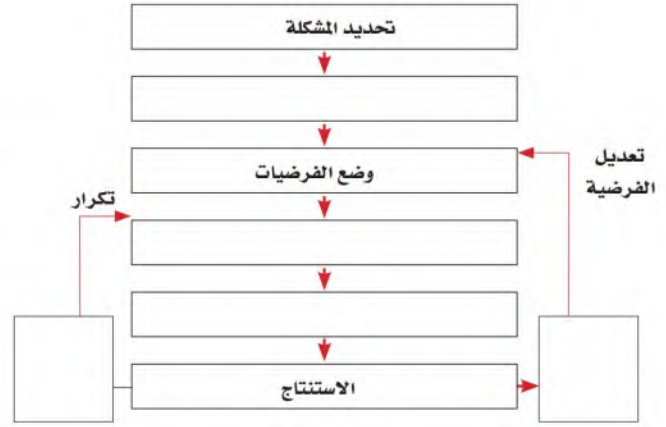 تحديد المشكلة
وضع الفرضيات
تعديل
الفرضية
تكرار
الاستنتاج